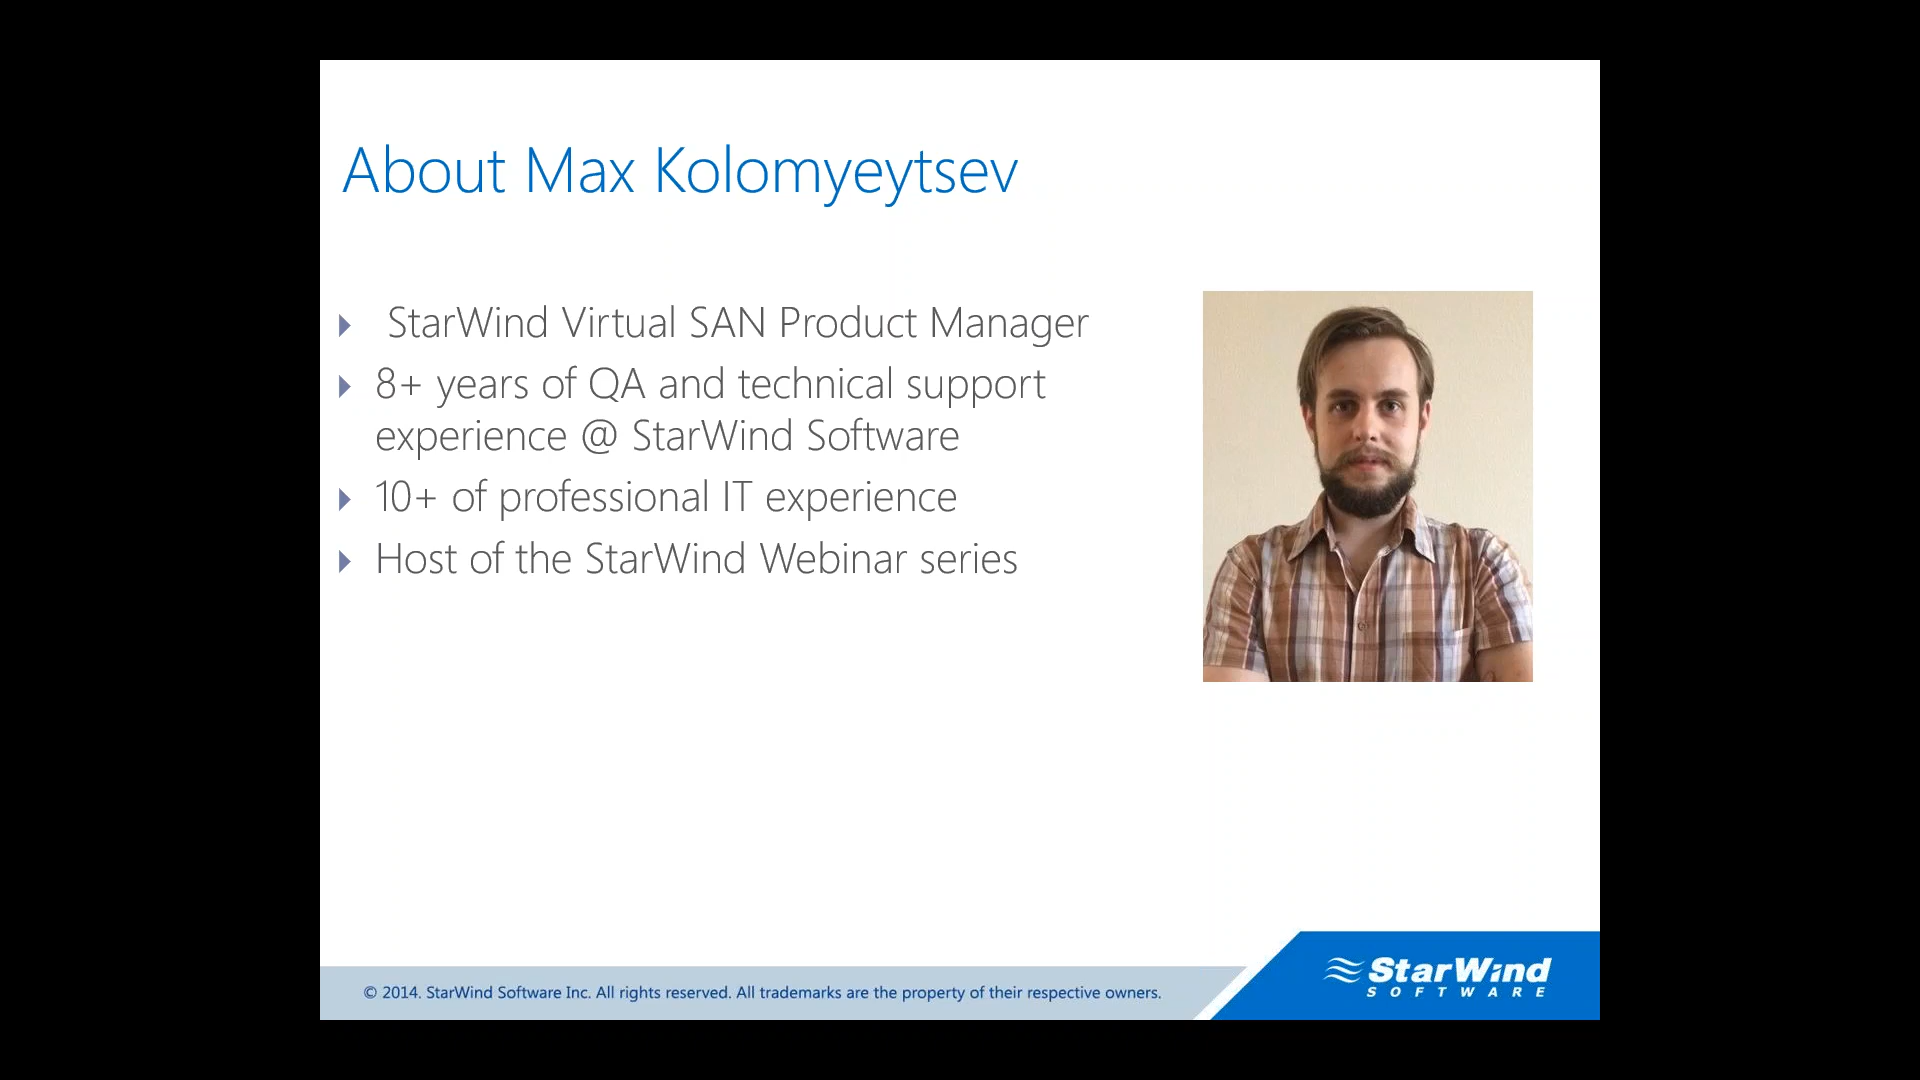 About Max Kolomyeytsev
StarWind Virtual SAN Product Manager
8+ years of QA and technical support
experience @ StarWind Software
10+ of professional IT experience
Host of the StarWind Webinar series
© 2014. StarWind Software Inc. All rights reserved. All trademarks are the property of their respective owners.
StarWind
SOFTWARE